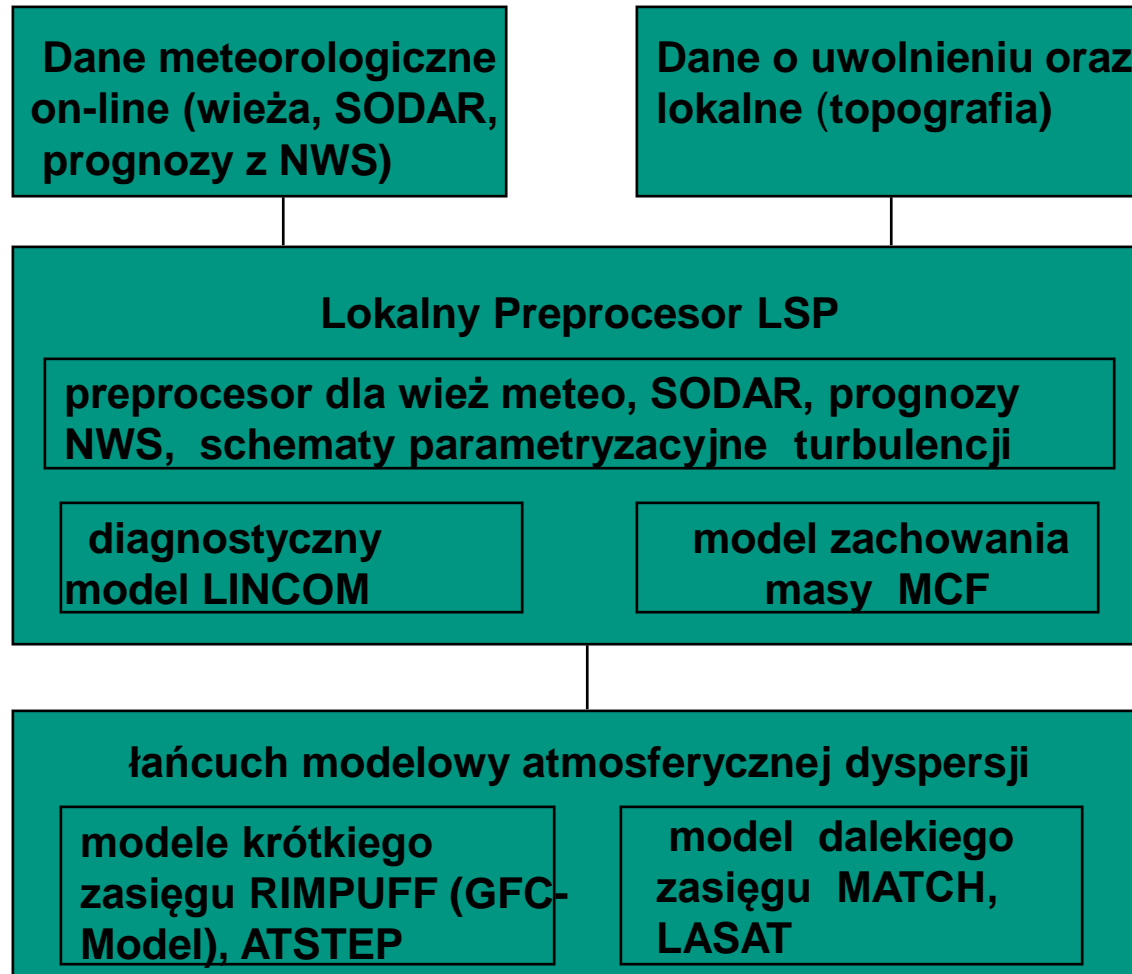 Dane meteorologiczne
on-line (wieża, SODAR,
prognozy z NWS)
Dane o uwolnieniu oraz
lokalne (topografia)
Lokalny Preprocesor LSP
preprocesor dla wież meteo, SODAR, prognozy
NWS, schematy parametryzacyjne turbulencji
diagnostyczny
model LINCOM
model zachowania
masy MCF
łańcuch modelowy atmosferycznej dyspersji
modele krótkiego
zasięgu RIMPUFF (GFC-
Model), ATSTEP
model dalekiego
zasięgu MATCH,
LASAT